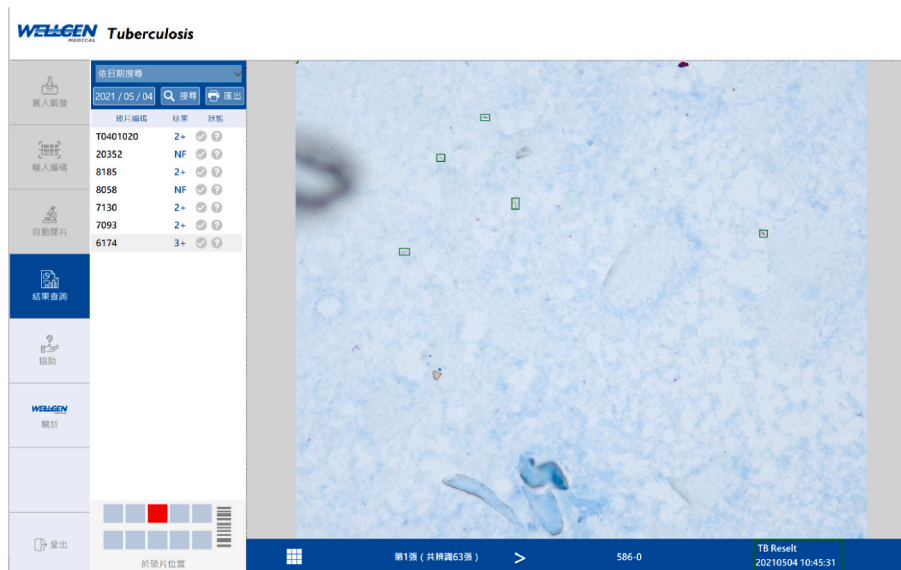 WELLGEN
MEDICAL
Tuberculosis
置入載盤
輸入編碼
自動閱片
結果查詢
協助
WELLGEN
關於
登出
依日期搜尋
2021 / 05 / 04 搜尋 匯出
玻片編碼 結果 狀態
T0401020 2+
20352 NF
8185 2+
8058 NF
7130 2+
7093 2+
6174 3+
於玻片位置
第1張 ( 共辨識63張 ) > 586-0
TB Reselt
20210504 10:45:31